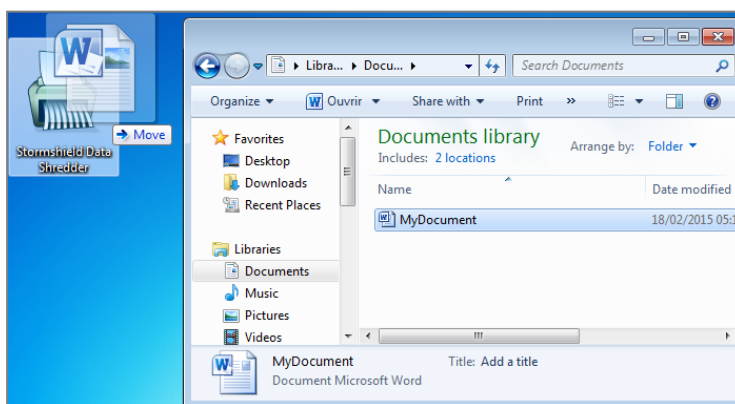 W
Move
Stormshield Data
Shredder
Libra... Docu...
Search Documents
Organize W Ouvrir Share with Print »
Favorites
Desktop
Downloads
Recent Places
Libraries
Documents
Music
Pictures
Videos
Documents library
Includes: 2 locations
Arrange by: Folder
Name Date modified
MyDocument 18/02/2015 05:1
MyDocument Title: Add a title
Document Microsoft Word